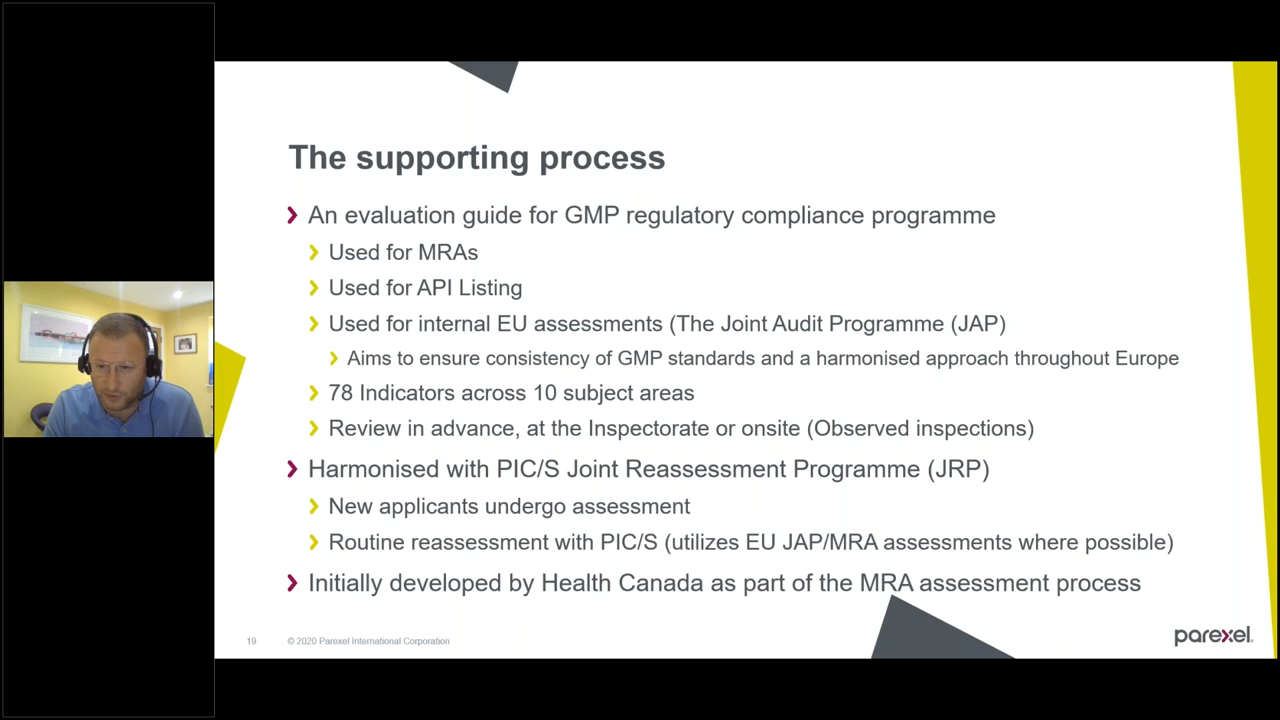 The supporting process
An evaluation guide for GMP regulatory compliance programme
Used for MRAs
Used for API Listing
Used for internal EU assessments (The Joint Audit Programme (JAP)
Aims to ensure consistency of GMP standards and a harmonised approach throughout Europe
78 Indicators across 10 subject areas
Review in advance, at the Inspectorate or onsite (Observed inspections)
Harmonised with PIC/S Joint Reassessment Programme (JRP)
New applicants undergo assessment
Routine reassessment with PIC/S (utilizes EU JAP/MRA assessments where possible)
Initially developed by Health Canada as part of the MRA assessment process
19 © 2020 Parexel International Corporation
parexel.